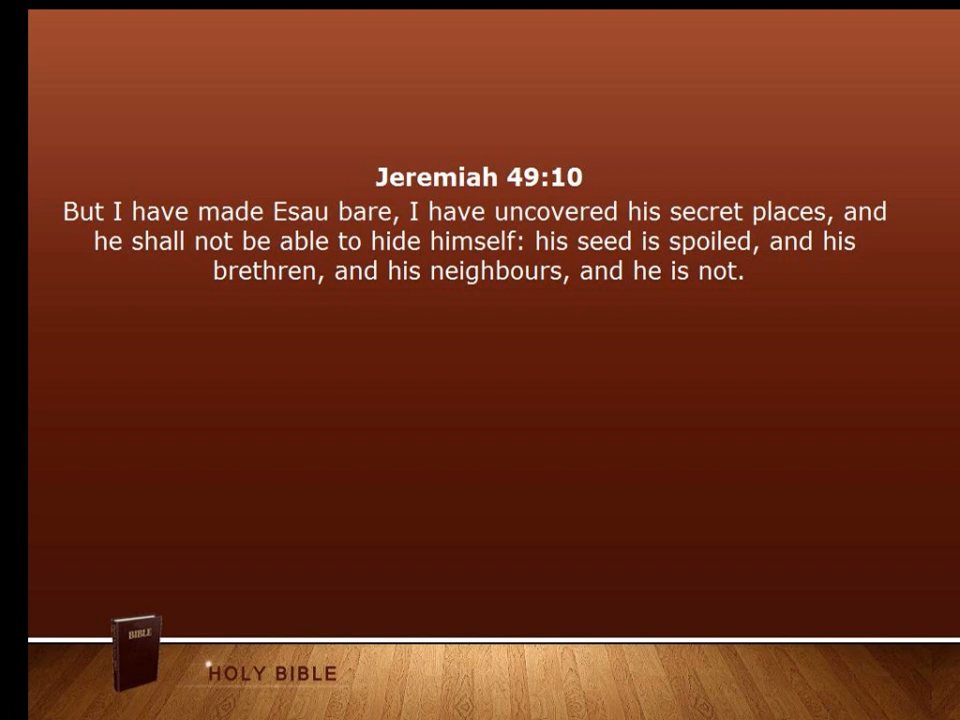 Jeremiah 49:10
But I have made Esau bare, I have uncovered his secret places, and
he shall not be able to hide himself: his seed is spoiled, and his
brethren, and his neighbours, and he is not.
BIBLE
HOLY BIBLE